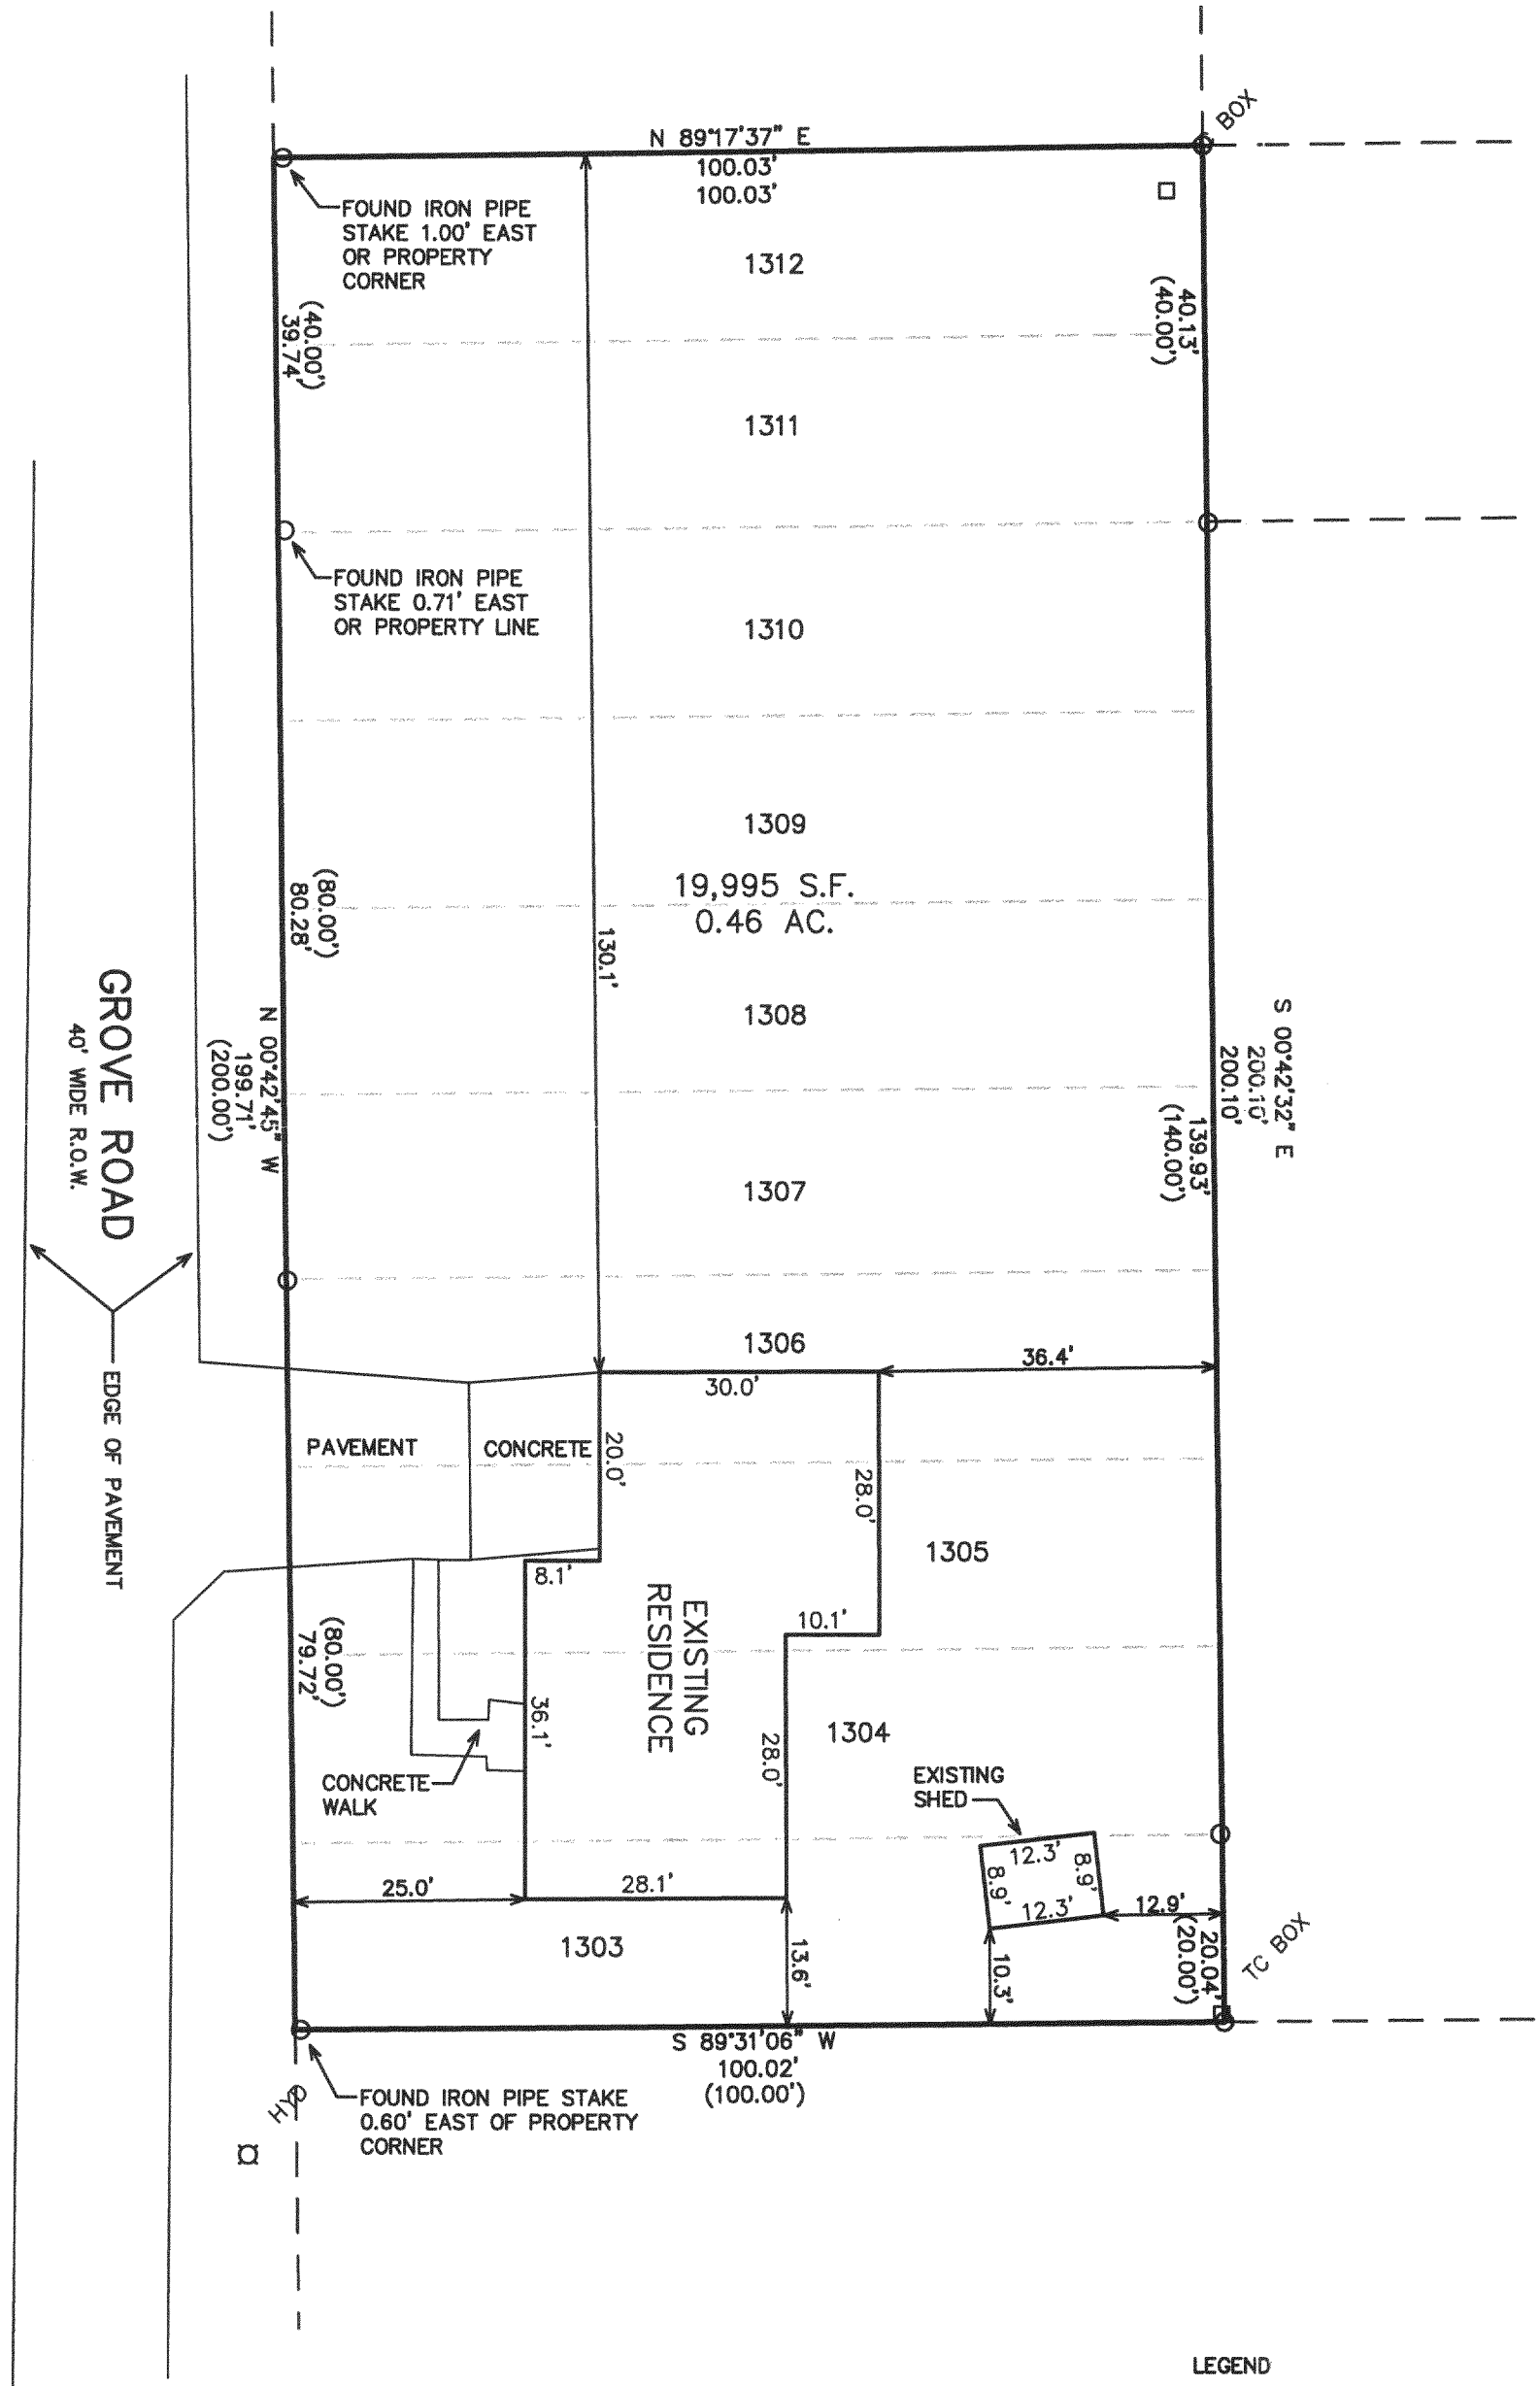 BOX
N 89°17'37" E
100.03'
100.03'
FOUND IRON PIPE
STAKE 1.00' EAST
OR PROPERTY
CORNER
1312
40.13'
(40.00')
(40.00')
39.74'
1311
FOUND IRON PIPE
STAKE 0.71' EAST
OR PROPERTY LINE
1310
1309
19,995 S.F.
0.46 AC.
(80.00')
80.28'
130.1'
1308
S 00°42'32" E
200.10'
200.10'
139.93'
(140.00')
N 00°42'45" W
199.71'
(200.00')
GROVE ROAD
40' WIDE R.O.W.
1307
EDGE OF PAVEMENT
1306
36.4'
30.0'
PAVEMENT
CONCRETE
20.0'
28.0'
1305
8.1'
10.1'
EXISTING
RESIDENCE
(80.00')
79.72'
36.1'
28.0'
1304
CONCRETE
WALK
EXISTING
SHED
12.3'
8.9'
8.9'
12.3'
12.9'
25.0'
28.1'
1303
13.6'
10.3'
20.04'
(20.00')
TC BOX
S 89°31'06" W
100.02'
(100.00')
HYD
FOUND IRON PIPE STAKE
0.60' EAST OF PROPERTY
CORNER
LEGEND